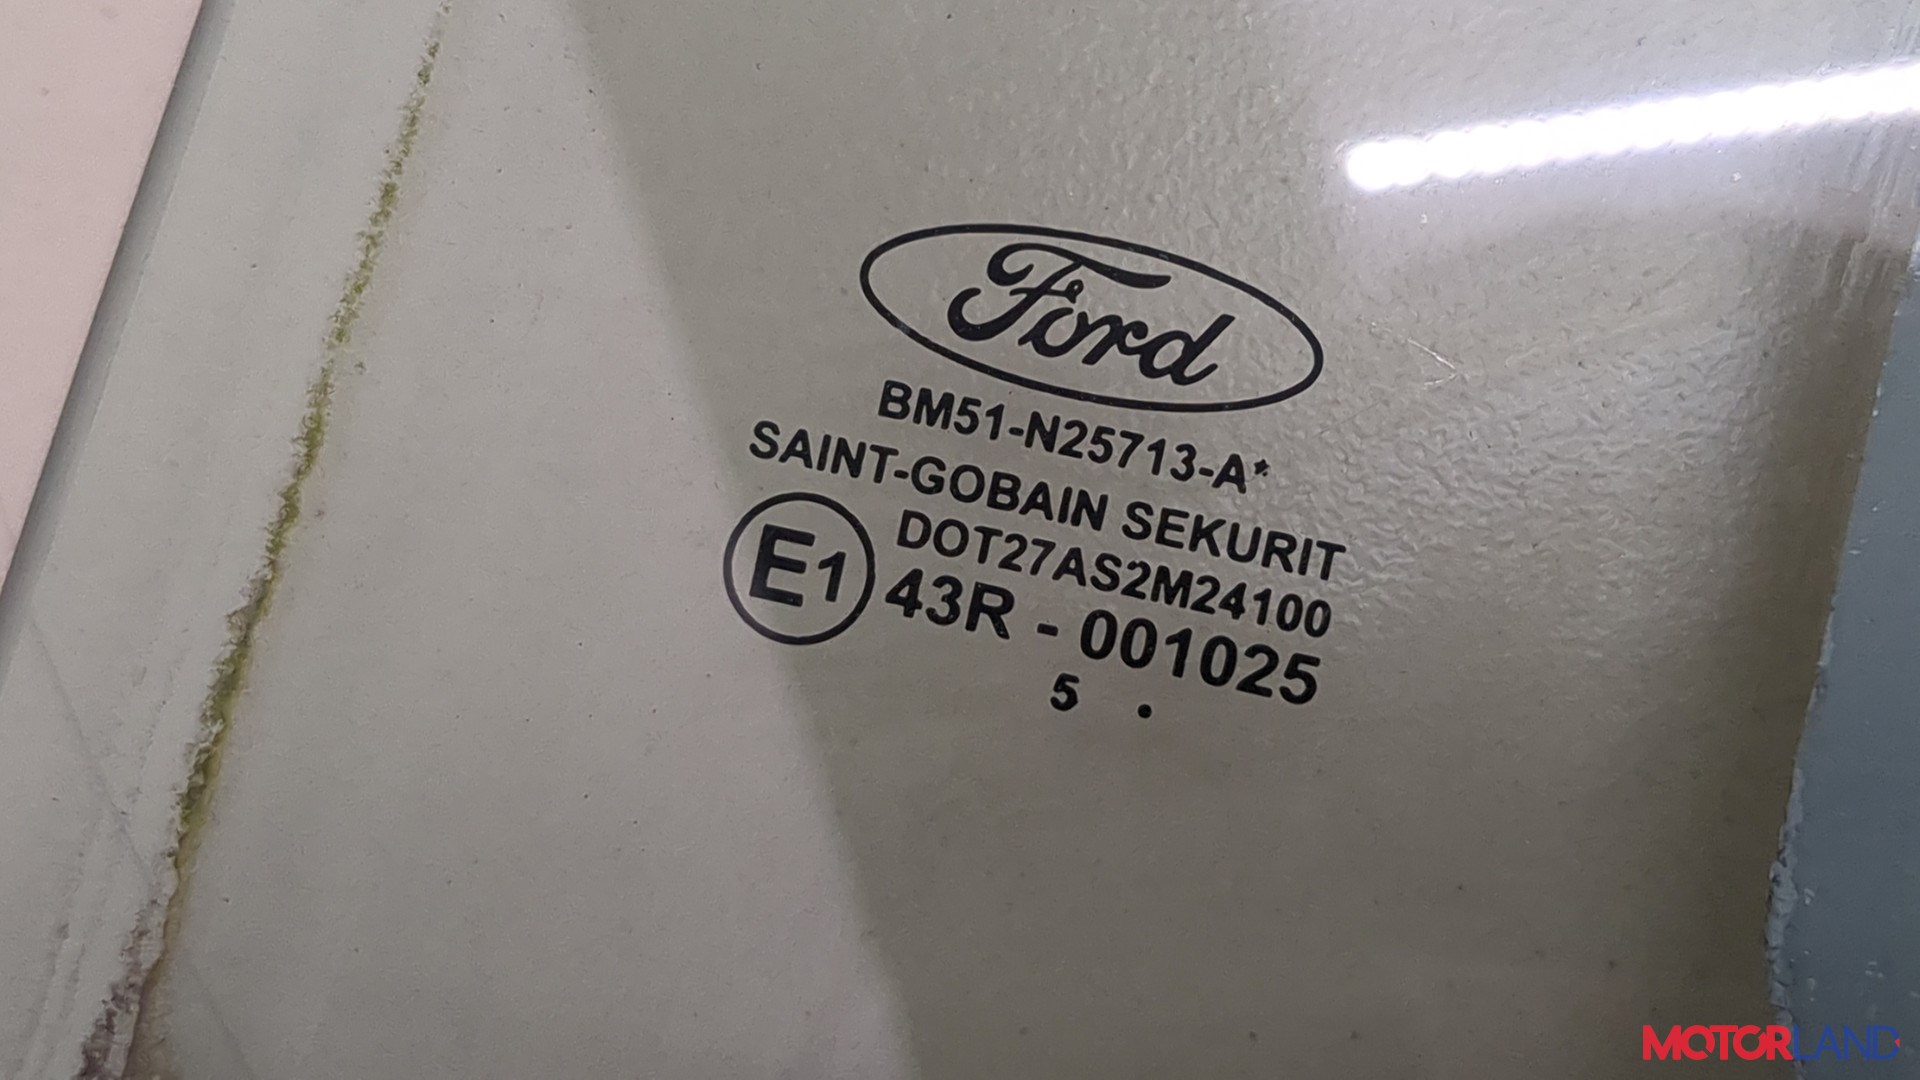 Ford
BM51-N25713-A*
SAINT-GOBAIN SEKURIT
DOT27AS2M24100
E1 43R - 001025
5 .
MOTORLAND